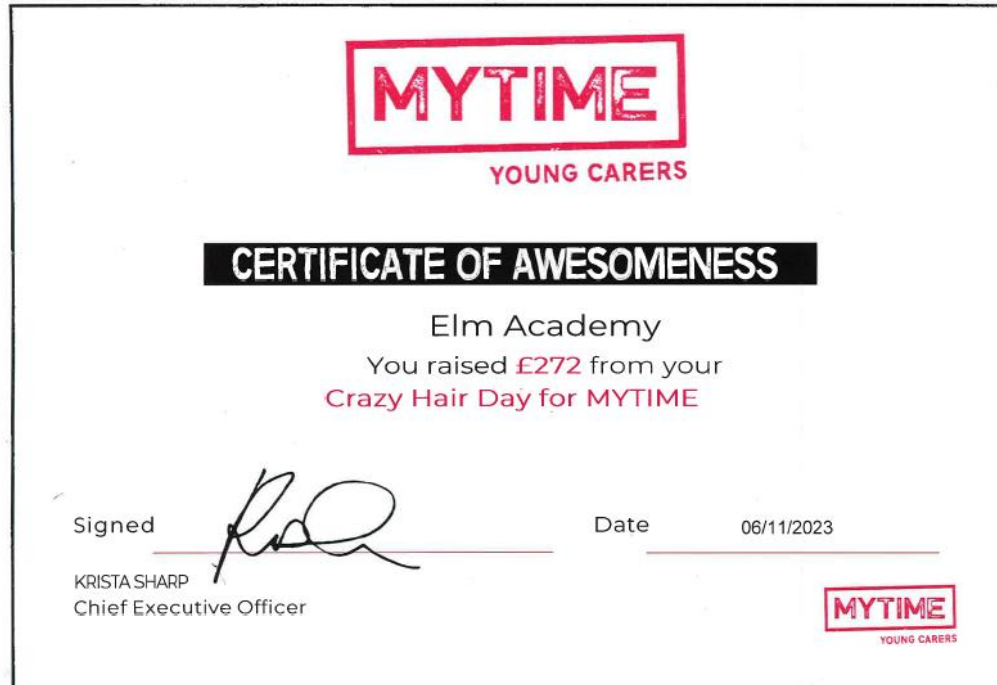 MYTIME
YOUNG CARERS
CERTIFICATE OF AWESOMENESS
Elm Academy
You raised £272 from your
Crazy Hair Day for MYTIME
Signed
Date 06/11/2023
KRISTA SHARP
Chief Executive Officer
MYTIME
YOUNG CARERS